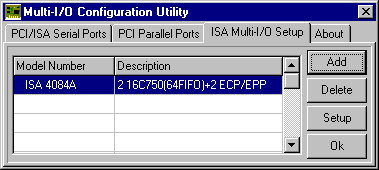 Multi-I/O Configuration Utility
PCI/ISA Serial Ports PCI Parallel Ports ISA Multi-I/O Setup About
Model Number Description
ISA 4084A 2 16C750(64FIFO)+2 ECP/EPP
Add
Delete
Setup
Ok